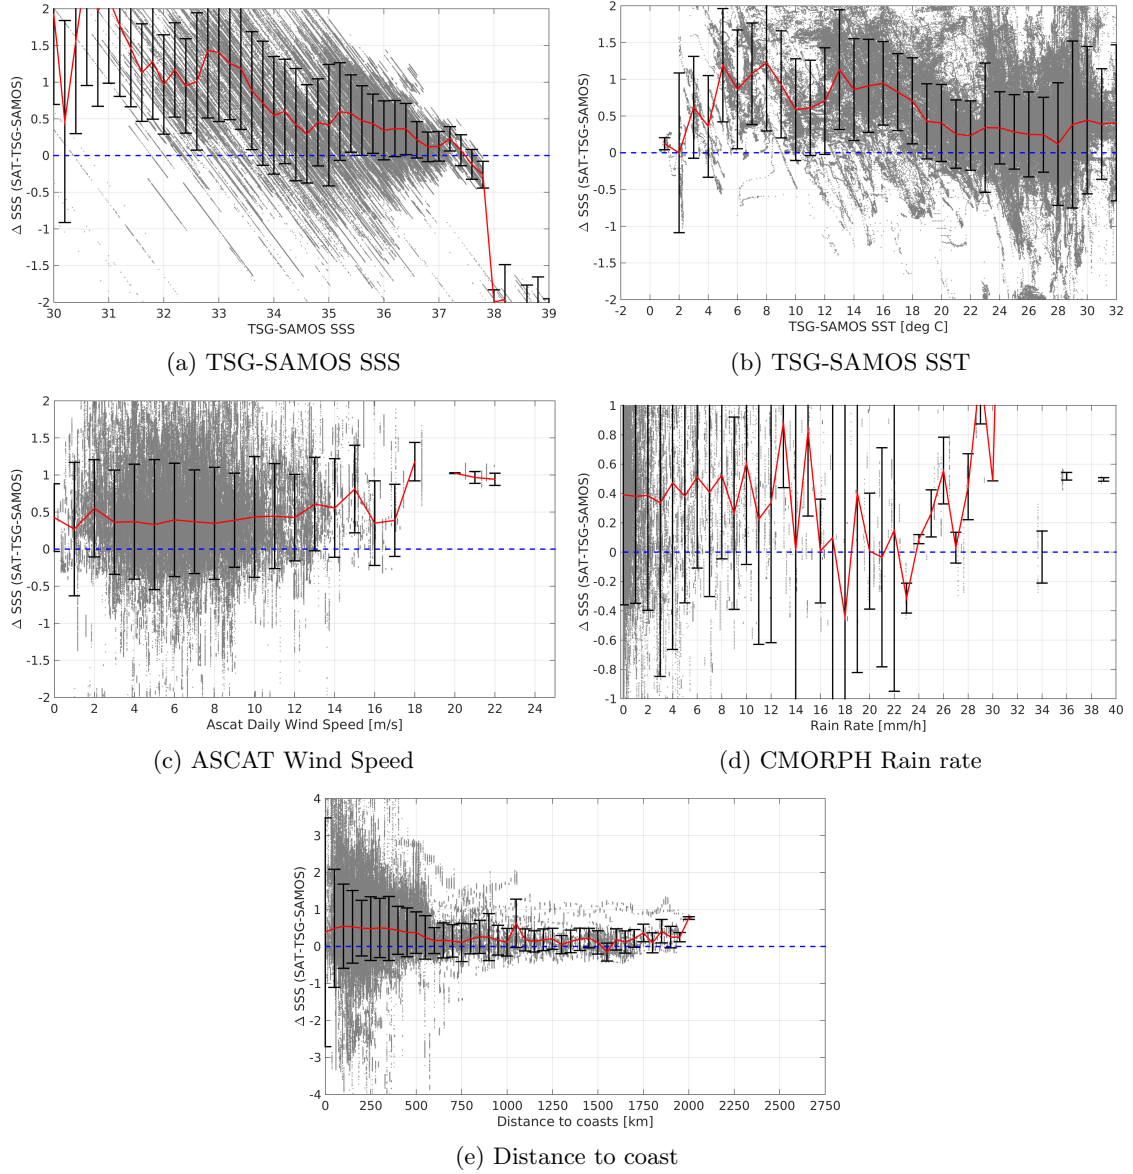 2
1.5
1
0.5
0
-0.5
-1
-1.5
-2
Δ SSS (SAT-TSG-SAMOS)
30 31 32 33 34 35 36 37 38 39
TSG-SAMOS SSS
(a) TSG-SAMOS SSS
2
1.5
1
0.5
0
-0.5
-1
-1.5
-2
Δ SSS (SAT-TSG-SAMOS)
-2 0 2 4 6 8 10 12 14 16 18 20 22 24 26 28 30 32
TSG-SAMOS SST [deg C]
(b) TSG-SAMOS SST
2
1.5
1
0.5
0
-0.5
-1
-1.5
-2
Δ SSS (SAT-TSG-SAMOS)
0 2 4 6 8 10 12 14 16 18 20 22 24
Ascat Daily Wind Speed [m/s]
(c) ASCAT Wind Speed
1
0.8
0.6
0.4
0.2
0
-0.2
-0.4
-0.6
-0.8
-1
Δ SSS (SAT-TSG-SAMOS)
0 2 4 6 8 10 12 14 16 18 20 22 24 26 28 30 32 34 36 38 40
Rain Rate [mm/h]
(d) CMORPH Rain rate
4
3
2
1
0
-1
-2
-3
-4
Δ SSS (SAT-TSG-SAMOS)
0 250 500 750 1000 1250 1500 1750 2000 2250 2500 2750
Distance to coasts [km]
(e) Distance to coast